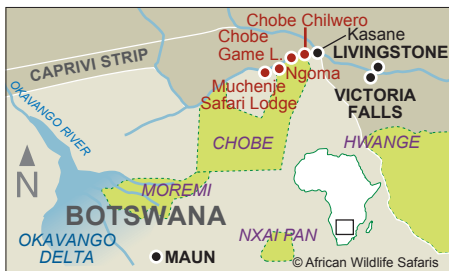 Chobe Chilwero
Chobe
Game L.
Kasane
LIVINGSTONE
CAPRIVI STRIP
Ngoma
Muchenje
Safari Lodge
VICTORIA
FALLS
OKAVANGO RIVER
CHOBE
HWANGE
N
MOREMI
BOTSWANA
OKAVANGO
DELTA
NXAI PAN
MAUN
© African Wildlife Safaris